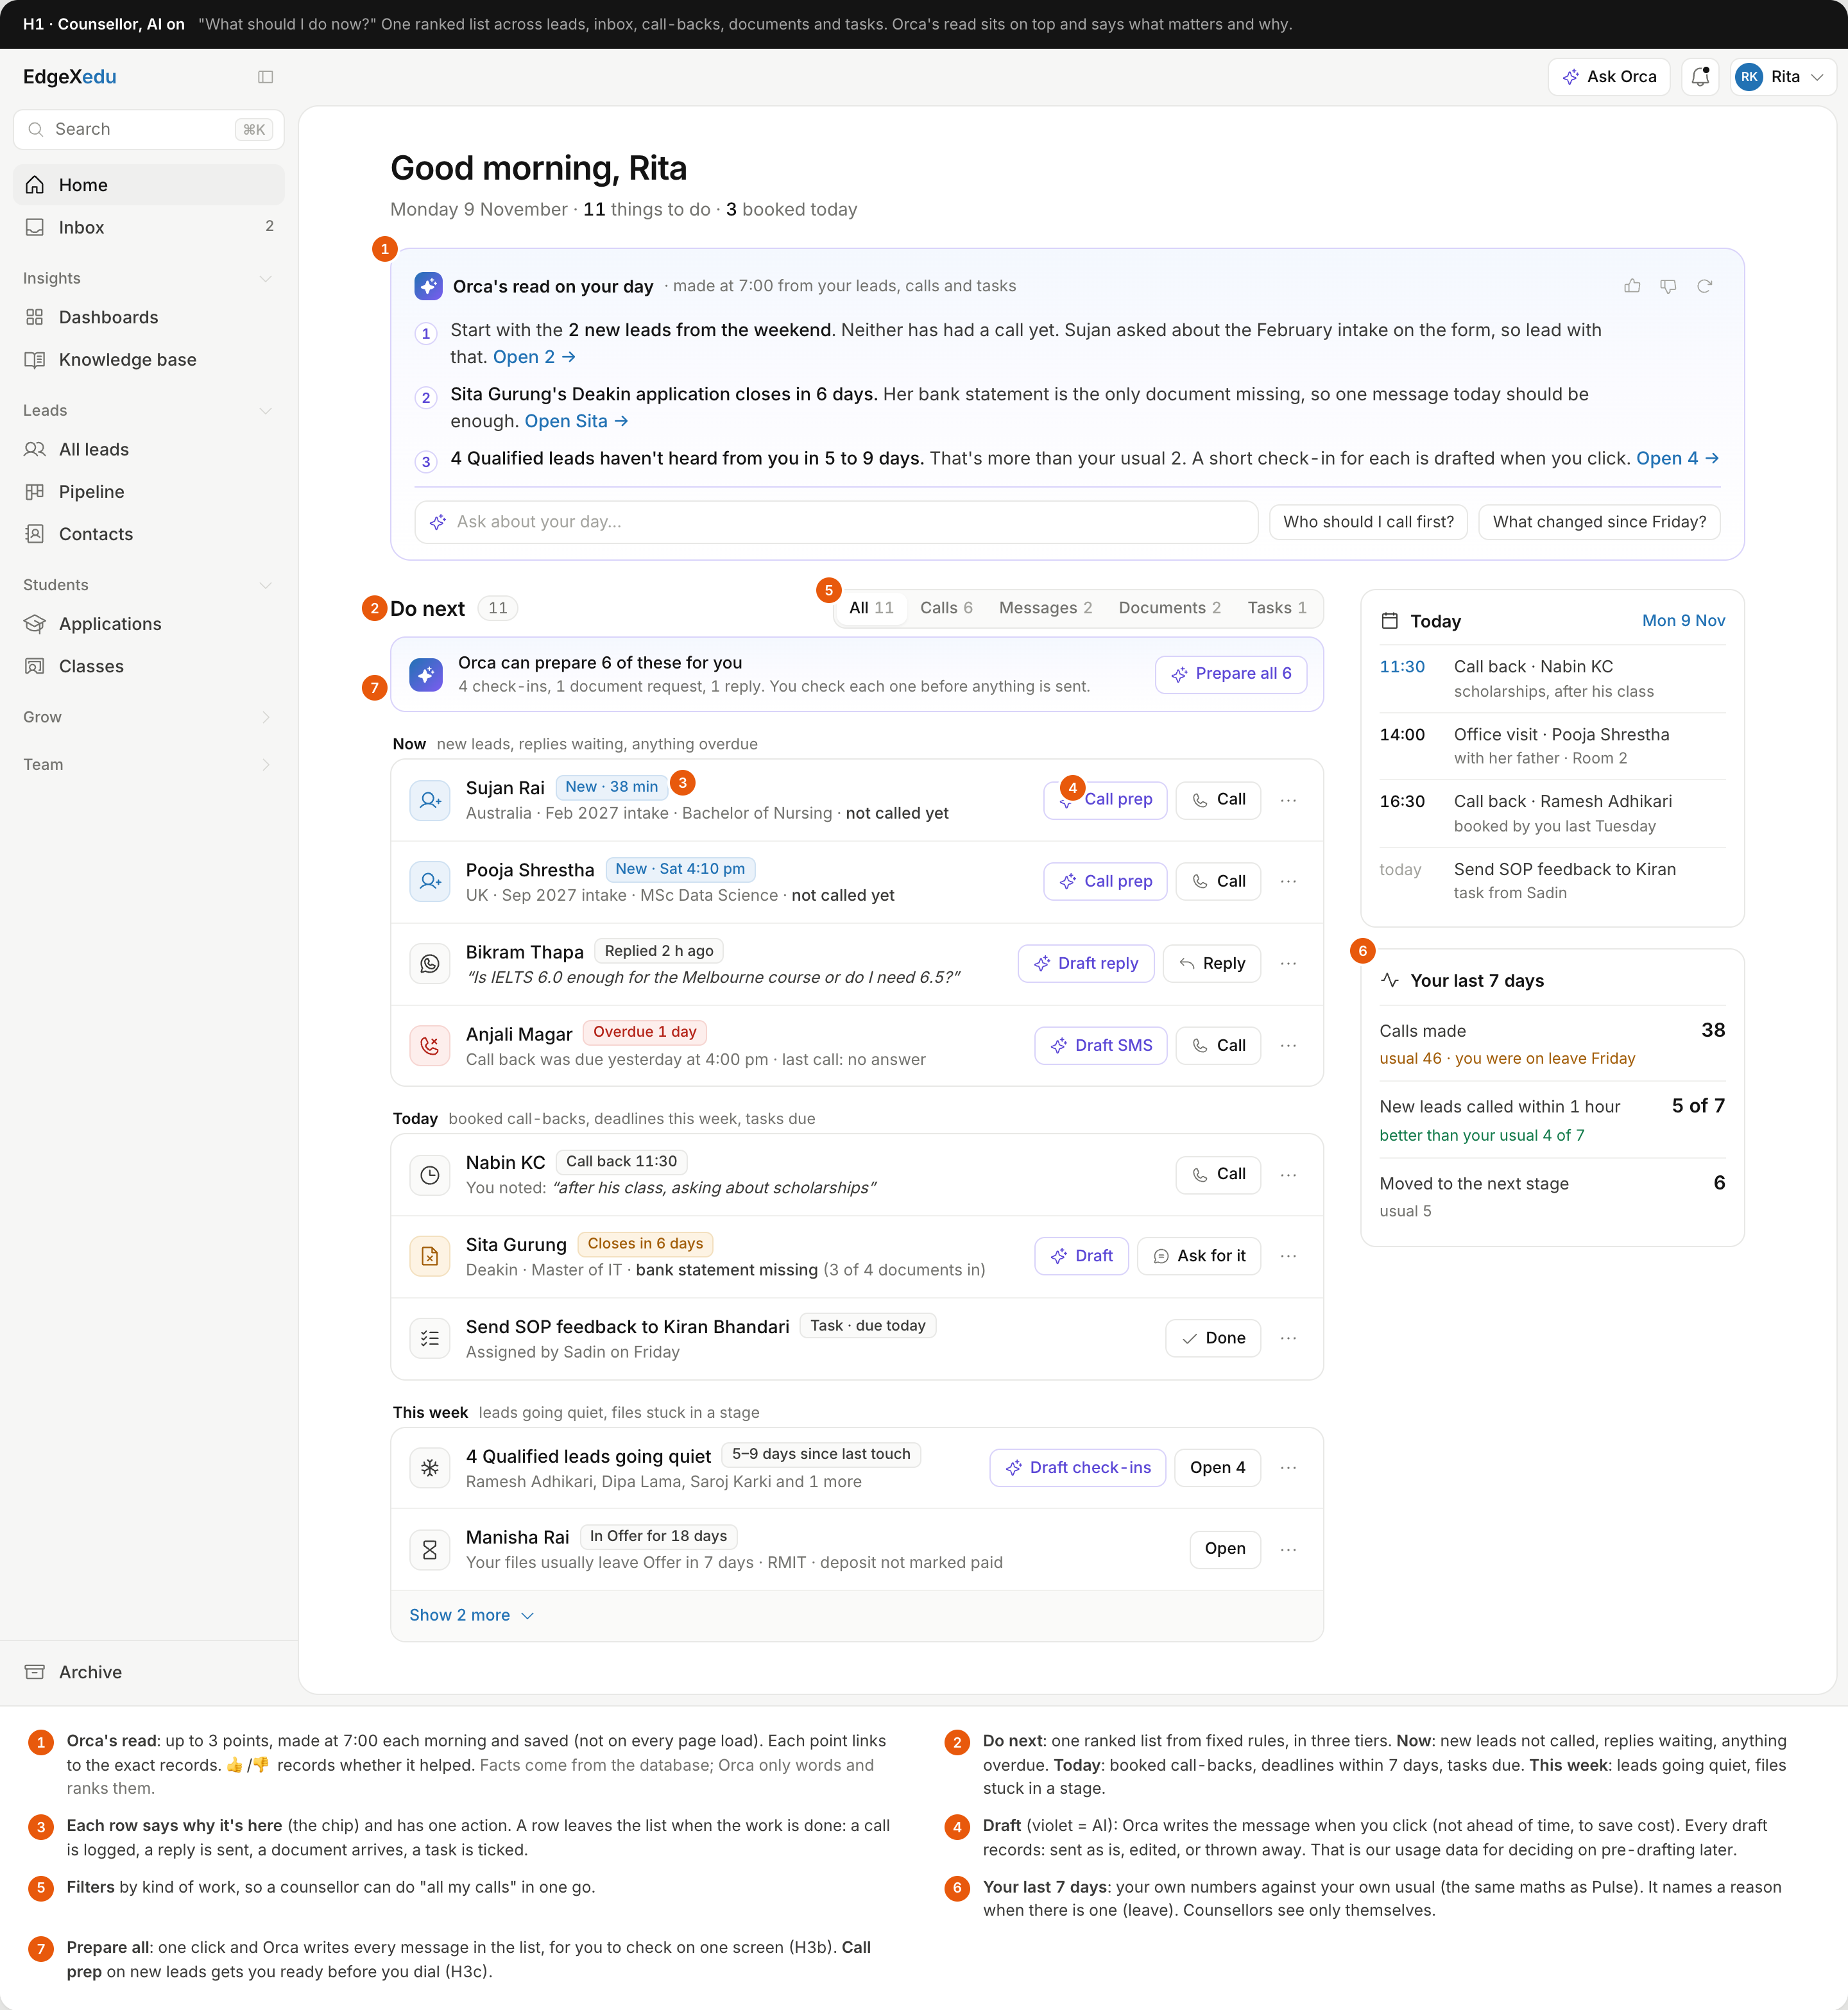 H1 · Counsellor, AI on "What should I do now?" One ranked list across leads, inbox, call-backs, documents and tasks. Orca's read sits on top and says what matters and why.
EdgeXedu
Ask Orca
RK Rita
Search ⌘K
Home
Inbox 2
Insights
Dashboards
Knowledge base
Leads
All leads
Pipeline
Contacts
Students
Applications
Classes
Grow
Team
Archive
Good morning, Rita
Monday 9 November · 11 things to do · 3 booked today
1
Orca's read on your day · made at 7:00 from your leads, calls and tasks
1 Start with the 2 new leads from the weekend. Neither has had a call yet. Sujan asked about the February intake on the form, so lead with
that. Open 2 →
2 Sita Gurung's Deakin application closes in 6 days. Her bank statement is the only document missing, so one message today should be
enough. Open Sita →
3 4 Qualified leads haven't heard from you in 5 to 9 days. That's more than your usual 2. A short check-in for each is drafted when you click. Open 4 →
Ask about your day... Who should I call first? What changed since Friday?
2 Do next 11
5 All 11 Calls 6 Messages 2 Documents 2 Tasks 1
7
Orca can prepare 6 of these for you
4 check-ins, 1 document request, 1 reply. You check each one before anything is sent.
Prepare all 6
Now new leads, replies waiting, anything overdue
Sujan Rai New · 38 min 3
Australia · Feb 2027 intake · Bachelor of Nursing · not called yet
4 Call prep Call ···
Pooja Shrestha New · Sat 4:10 pm
UK · Sep 2027 intake · MSc Data Science · not called yet
Call prep Call ···
Bikram Thapa Replied 2 h ago
“Is IELTS 6.0 enough for the Melbourne course or do I need 6.5?”
Draft reply Reply ···
Anjali Magar Overdue 1 day
Call back was due yesterday at 4:00 pm · last call: no answer
Draft SMS Call ···
Today booked call-backs, deadlines this week, tasks due
Nabin KC Call back 11:30
You noted: “after his class, asking about scholarships”
Call ···
Sita Gurung Closes in 6 days
Deakin · Master of IT · bank statement missing (3 of 4 documents in)
Draft Ask for it ···
Send SOP feedback to Kiran Bhandari Task · due today
Assigned by Sadin on Friday
Done ···
This week leads going quiet, files stuck in a stage
4 Qualified leads going quiet 5–9 days since last touch
Ramesh Adhikari, Dipa Lama, Saroj Karki and 1 more
Draft check-ins Open 4 ···
Manisha Rai In Offer for 18 days
Your files usually leave Offer in 7 days · RMIT · deposit not marked paid
Open ···
Show 2 more
Today Mon 9 Nov
11:30 Call back · Nabin KC
scholarships, after his class
14:00 Office visit · Pooja Shrestha
with her father · Room 2
16:30 Call back · Ramesh Adhikari
booked by you last Tuesday
today Send SOP feedback to Kiran
task from Sadin
6
Your last 7 days
Calls made 38
usual 46 · you were on leave Friday
New leads called within 1 hour 5 of 7
better than your usual 4 of 7
Moved to the next stage 6
usual 5
1 Orca's read: up to 3 points, made at 7:00 each morning and saved (not on every page load). Each point links
to the exact records. 👍/👎 records whether it helped. Facts come from the database; Orca only words and
ranks them.
2 Do next: one ranked list from fixed rules, in three tiers. Now: new leads not called, replies waiting, anything
overdue. Today: booked call-backs, deadlines within 7 days, tasks due. This week: leads going quiet, files
stuck in a stage.
3 Each row says why it's here (the chip) and has one action. A row leaves the list when the work is done: a call
is logged, a reply is sent, a document arrives, a task is ticked.
4 Draft (violet = AI): Orca writes the message when you click (not ahead of time, to save cost). Every draft
records: sent as is, edited, or thrown away. That is our usage data for deciding on pre-drafting later.
5 Filters by kind of work, so a counsellor can do "all my calls" in one go.
6 Your last 7 days: your own numbers against your own usual (the same maths as Pulse). It names a reason
when there is one (leave). Counsellors see only themselves.
7 Prepare all: one click and Orca writes every message in the list, for you to check on one screen (H3b). Call
prep on new leads gets you ready before you dial (H3c).